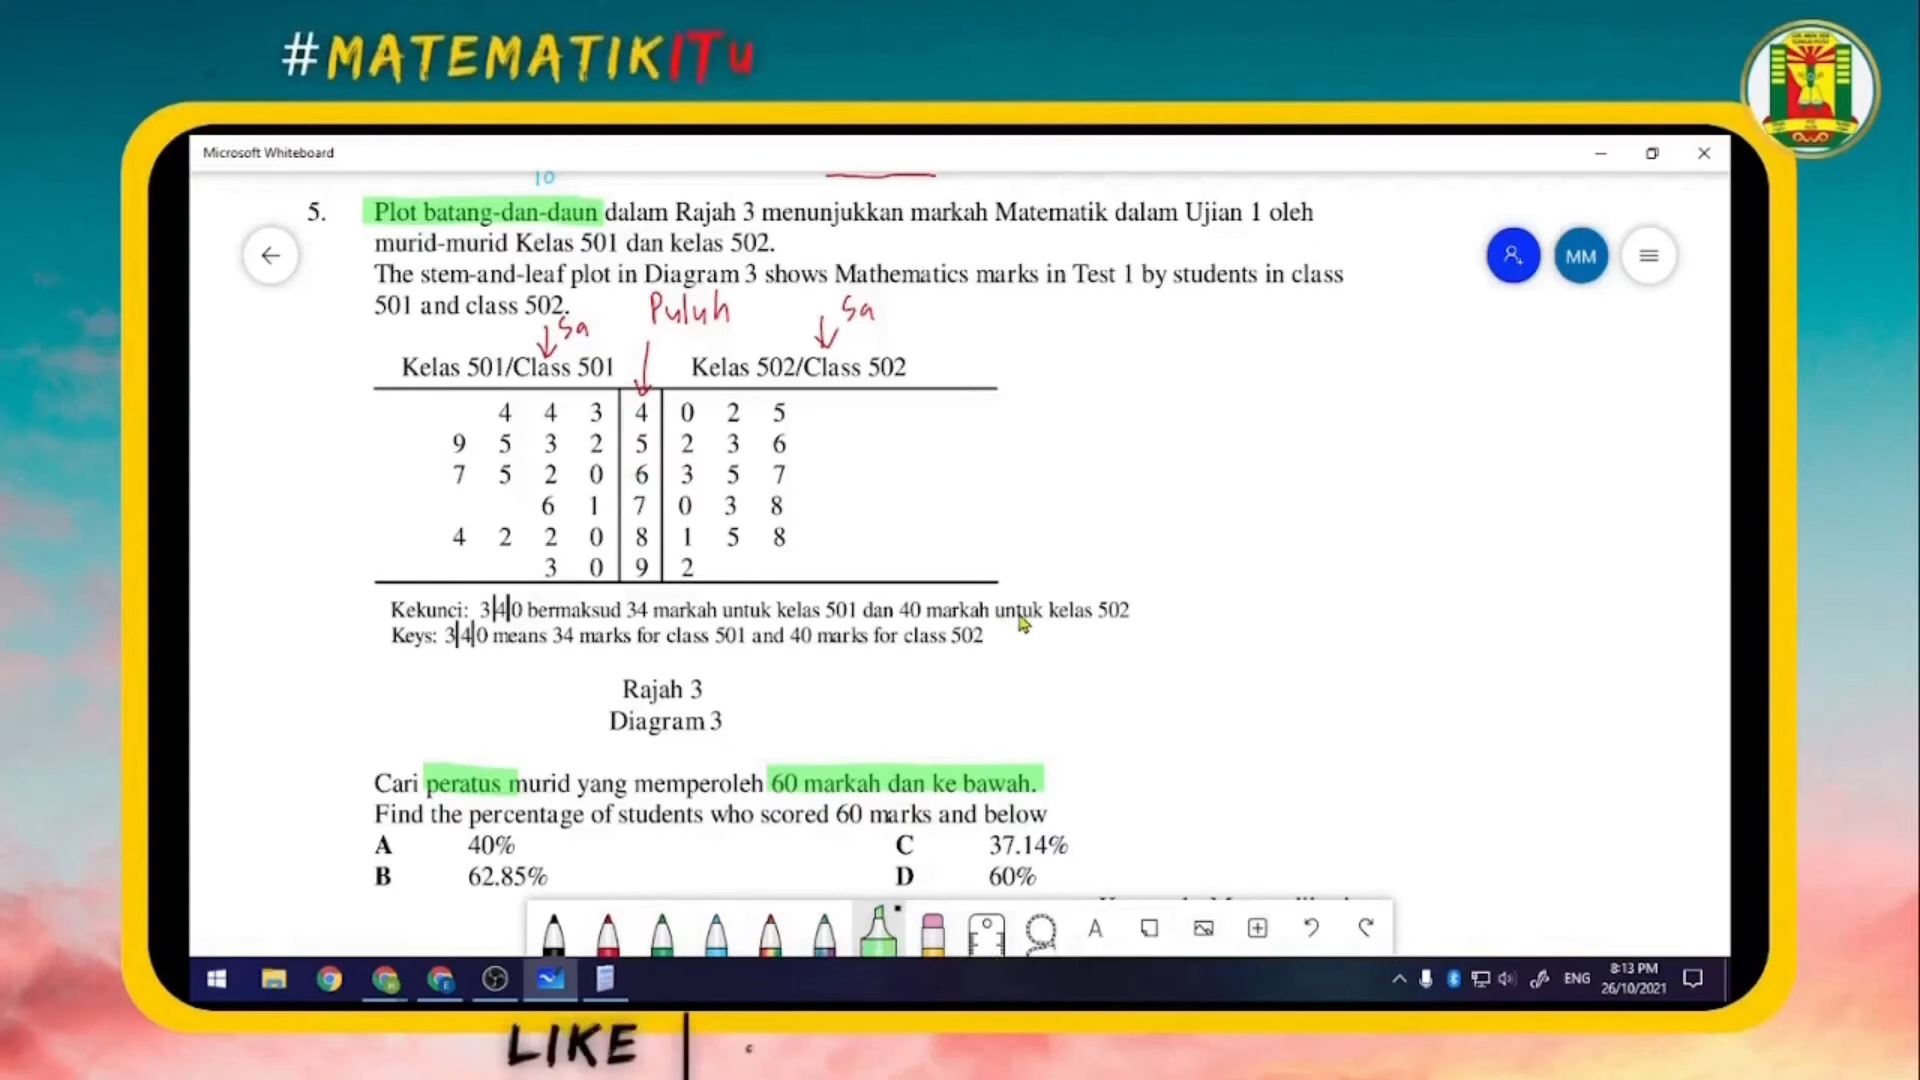 #MATEMATIKITU
Microsoft Whiteboard
10
5. Plot batang-dan-daun dalam Rajah 3 menunjukkan markah Matematik dalam Ujian 1 oleh
murid-murid Kelas 501 dan kelas 502.
The stem-and-leaf plot in Diagram 3 shows Mathematics marks in Test 1 by students in class
501 and class 502.
Sa Puluh Sa
Kelas 501/Class 501 Kelas 502/Class 502
4 4 3 4 0 2 5
9 5 3 2 5 2 3 6
7 5 2 0 6 3 5 7
6 1 7 0 3 8
4 2 2 0 8 1 5 8
3 0 9 2
Kekunci: 3|4|0 bermaksud 34 markah untuk kelas 501 dan 40 markah untuk kelas 502
Keys: 3|4|0 means 34 marks for class 501 and 40 marks for class 502
Rajah 3
Diagram 3
Cari peratus murid yang memperoleh 60 markah dan ke bawah.
Find the percentage of students who scored 60 marks and below
A 40% C 37.14%
B 62.85% D 60%
MM
A
ENG
8:13 PM
26/10/2021
LIKE